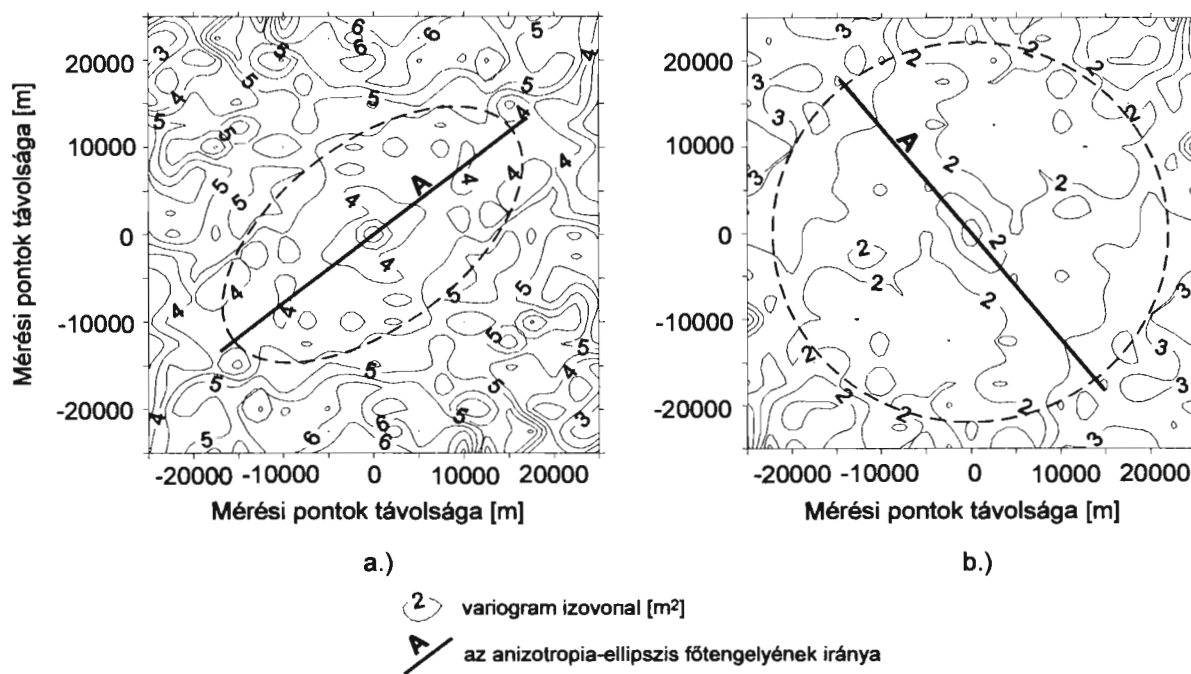 Mérési pontok távolsága [m]
20000
10000
0
-10000
-20000
-20000 -10000 0 10000 20000
Mérési pontok távolsága [m]
a.)
A
20000
10000
0
-10000
-20000
-20000 -10000 0 10000 20000
Mérési pontok távolsága [m]
b.)
A
2 variogram izovonal [m²]
A az anizotropia-ellipszis főtengelyének iránya